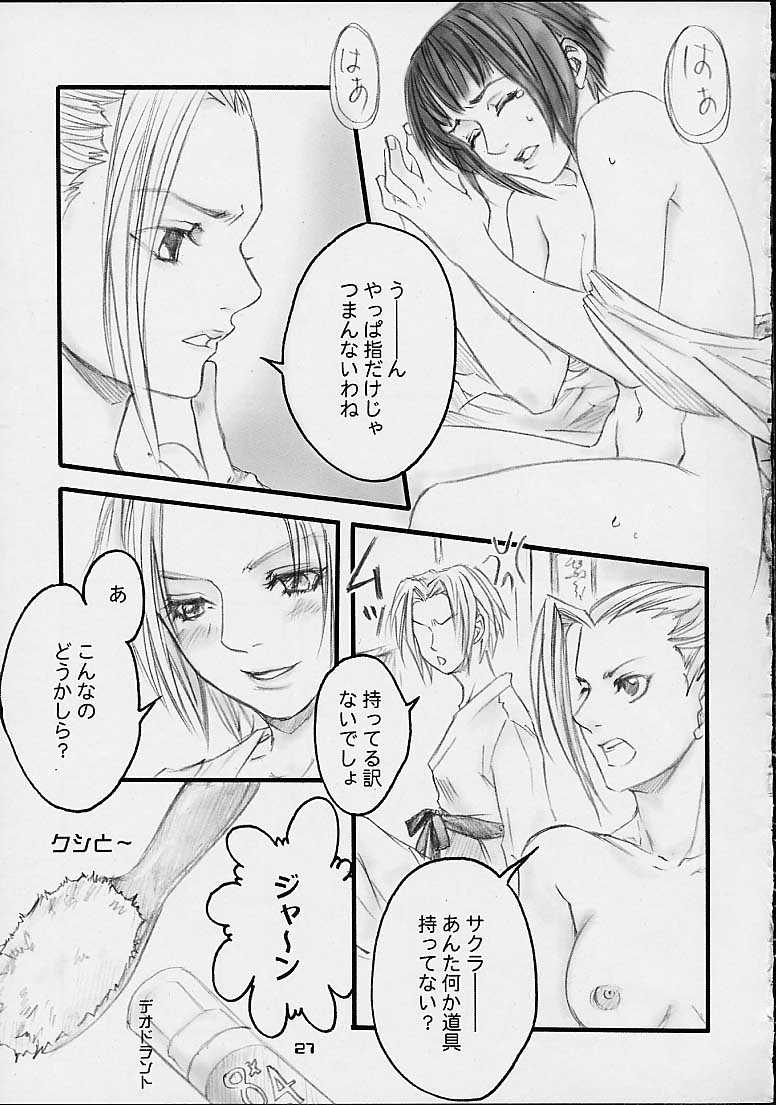 はぁ
はぁ
うーーん
やっぱ指だけじゃ
つまんないわね
サクラーー
あんた何か道具
持ってない?
ム
持ってる訳
ないでしょ
あ
こんなの
どうかしら?
ジャ〜ン
クシと〜
デオドラント
8*4
27